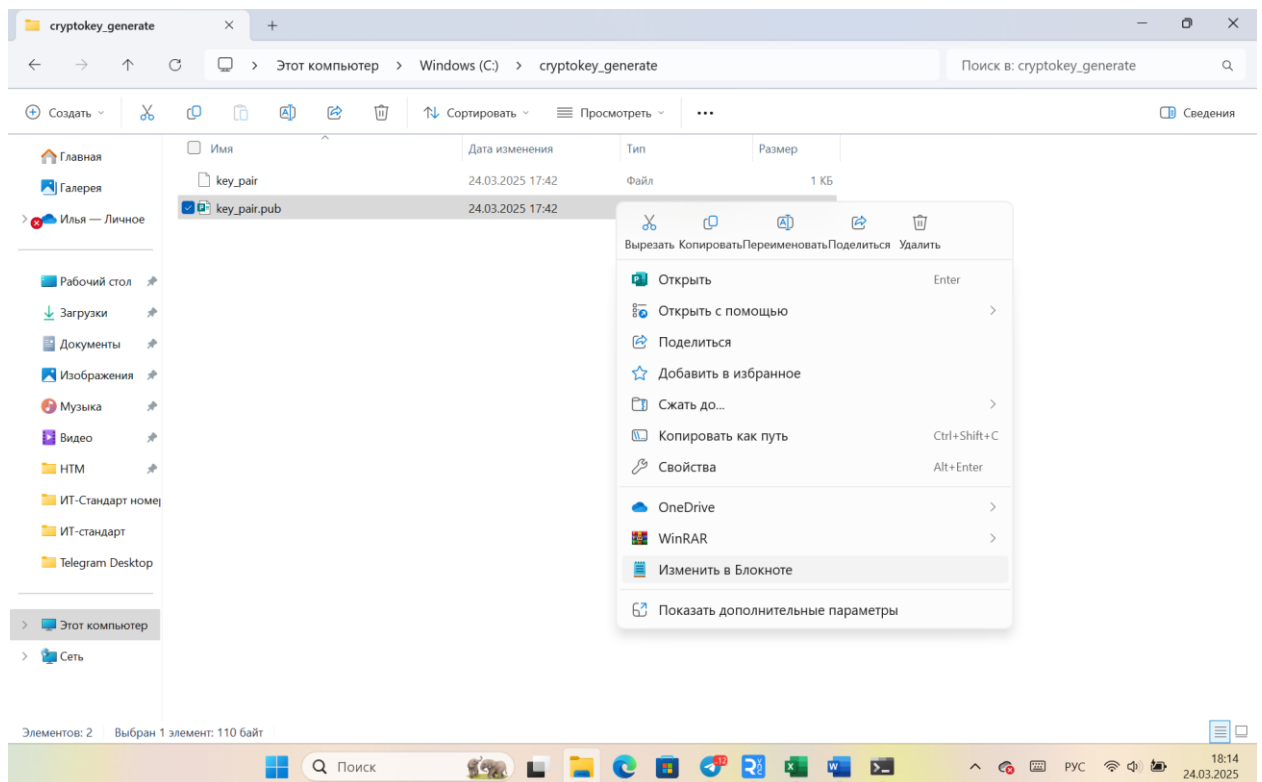 cryptokey_generate
Этот компьютер > Windows (C:) > cryptokey_generate
Поиск в: cryptokey_generate
Создать
Сортировать
Просмотреть
Сведения
Имя
Дата изменения
Тип
Размер
key_pair 24.03.2025 17:42 Файл 1 КБ
key_pair.pub 24.03.2025 17:42
Главная
Галерея
Илья — Личное
Рабочий стол
Загрузки
Документы
Изображения
Музыка
Видео
НТМ
ИТ-Стандарт номе
ИТ-стандарт
Telegram Desktop
Этот компьютер
Сеть
Вырезать Копировать Переименовать Поделиться Удалить
Открыть Enter
Открыть с помощью
Поделиться
Добавить в избранное
Сжать до...
Копировать как путь Ctrl+Shift+C
Свойства Alt+Enter
OneDrive
WinRAR
Изменить в Блокноте
Показать дополнительные параметры
Элементов: 2 Выбран 1 элемент: 110 байт
Поиск
РУС
18:14
24.03.2025